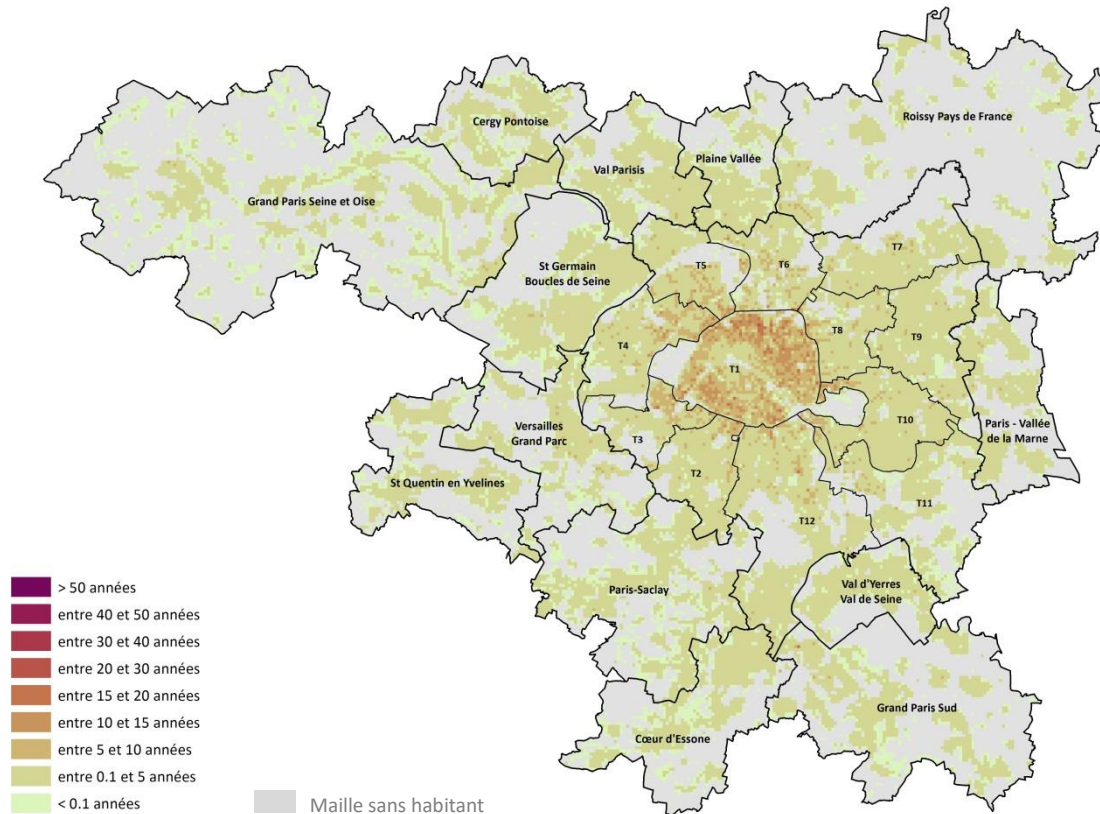 Cergy Pontoise
Roissy Pays de France
Plaine Vallée
Val Parisis
Grand Paris Seine et Oise
T7
St Germain
Boucles de Seine
T5
T6
T8
T9
T4
T1
T10
Versailles
Grand Parc
Paris - Vallée
de la Marne
T3
T2
St Quentin en Yvelines
T11
T12
Paris-Saclay
Val d'Yerres
Val de Seine
Grand Paris Sud
Cœur d'Essone
> 50 années
entre 40 et 50 années
entre 30 et 40 années
entre 20 et 30 années
entre 15 et 20 années
entre 10 et 15 années
entre 5 et 10 années
entre 0.1 et 5 années
< 0.1 années
Maille sans habitant